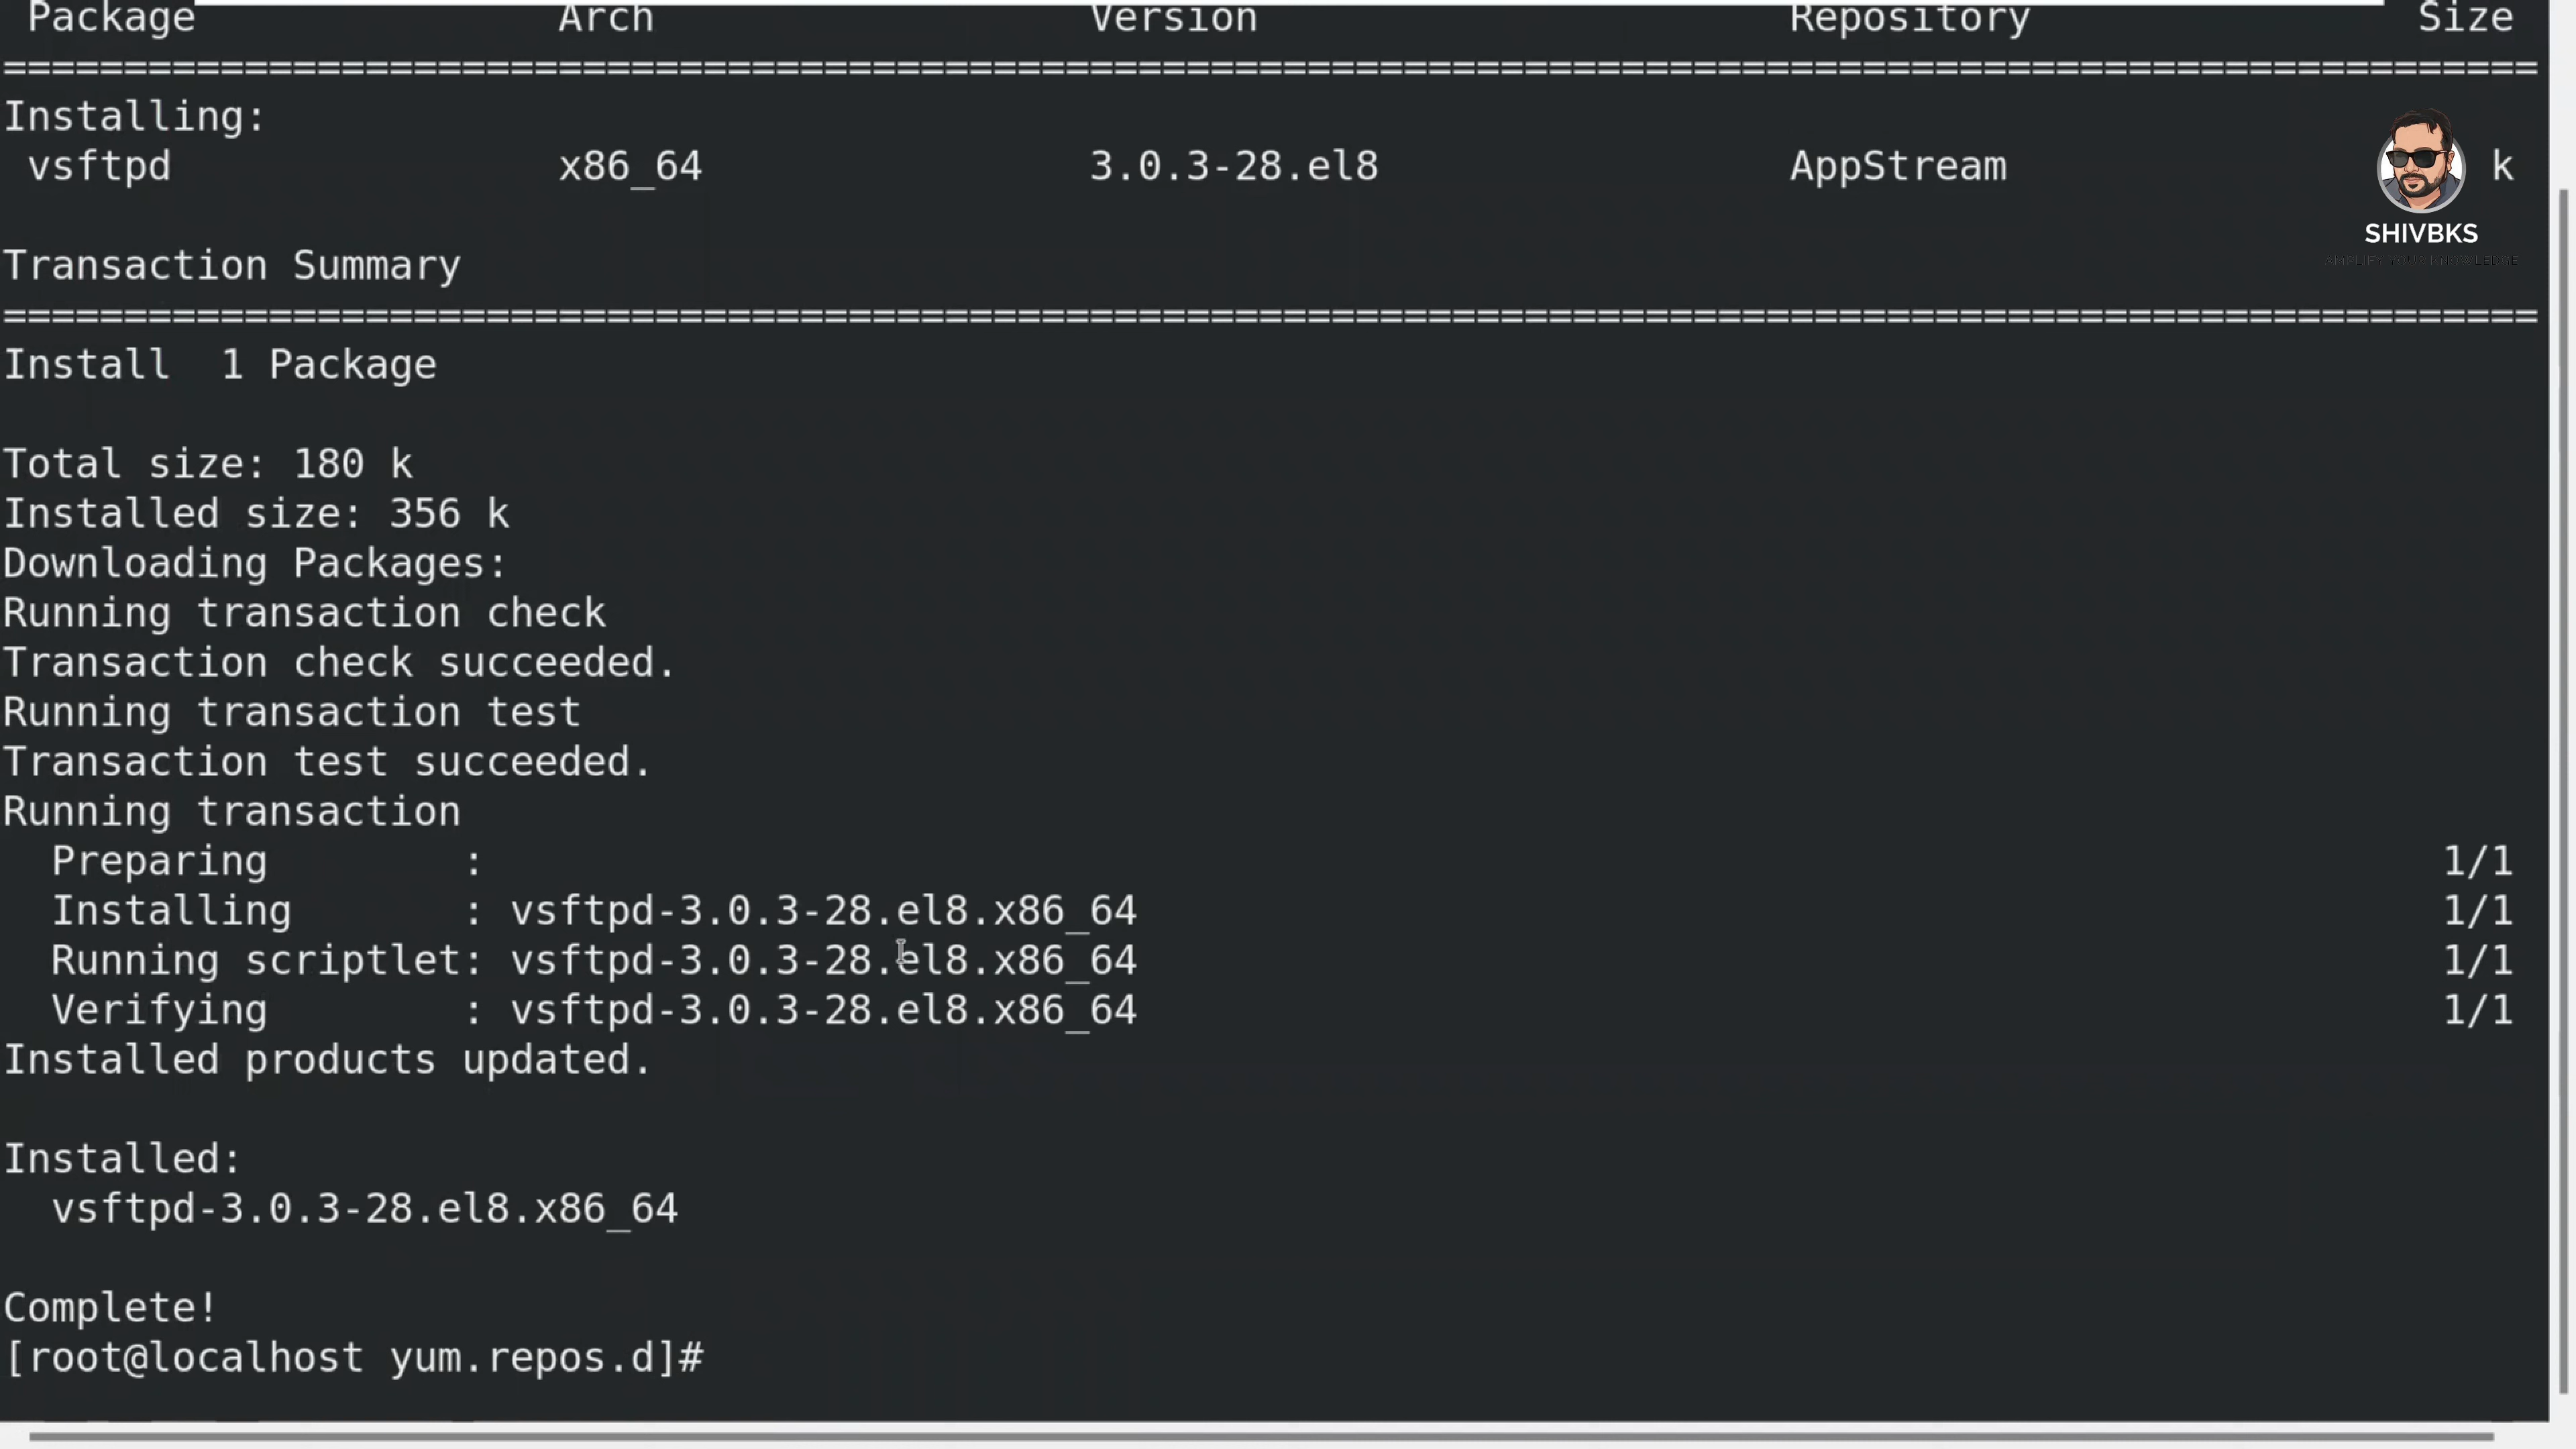 Package Arch Version Repository Size
================================================================================
Installing:
vsftpd x86_64 3.0.3-28.el8 AppStream k
SHIVBKS
Transaction Summary
================================================================================
Install 1 Package
Total size: 180 k
Installed size: 356 k
Downloading Packages:
Running transaction check
Transaction check succeeded.
Running transaction test
Transaction test succeeded.
Running transaction
Preparing : 1/1
Installing : vsftpd-3.0.3-28.el8.x86_64 1/1
Running scriptlet: vsftpd-3.0.3-28.el8.x86_64 1/1
Verifying : vsftpd-3.0.3-28.el8.x86_64 1/1
Installed products updated.
Installed:
vsftpd-3.0.3-28.el8.x86_64
Complete!
[root@localhost yum.repos.d]#